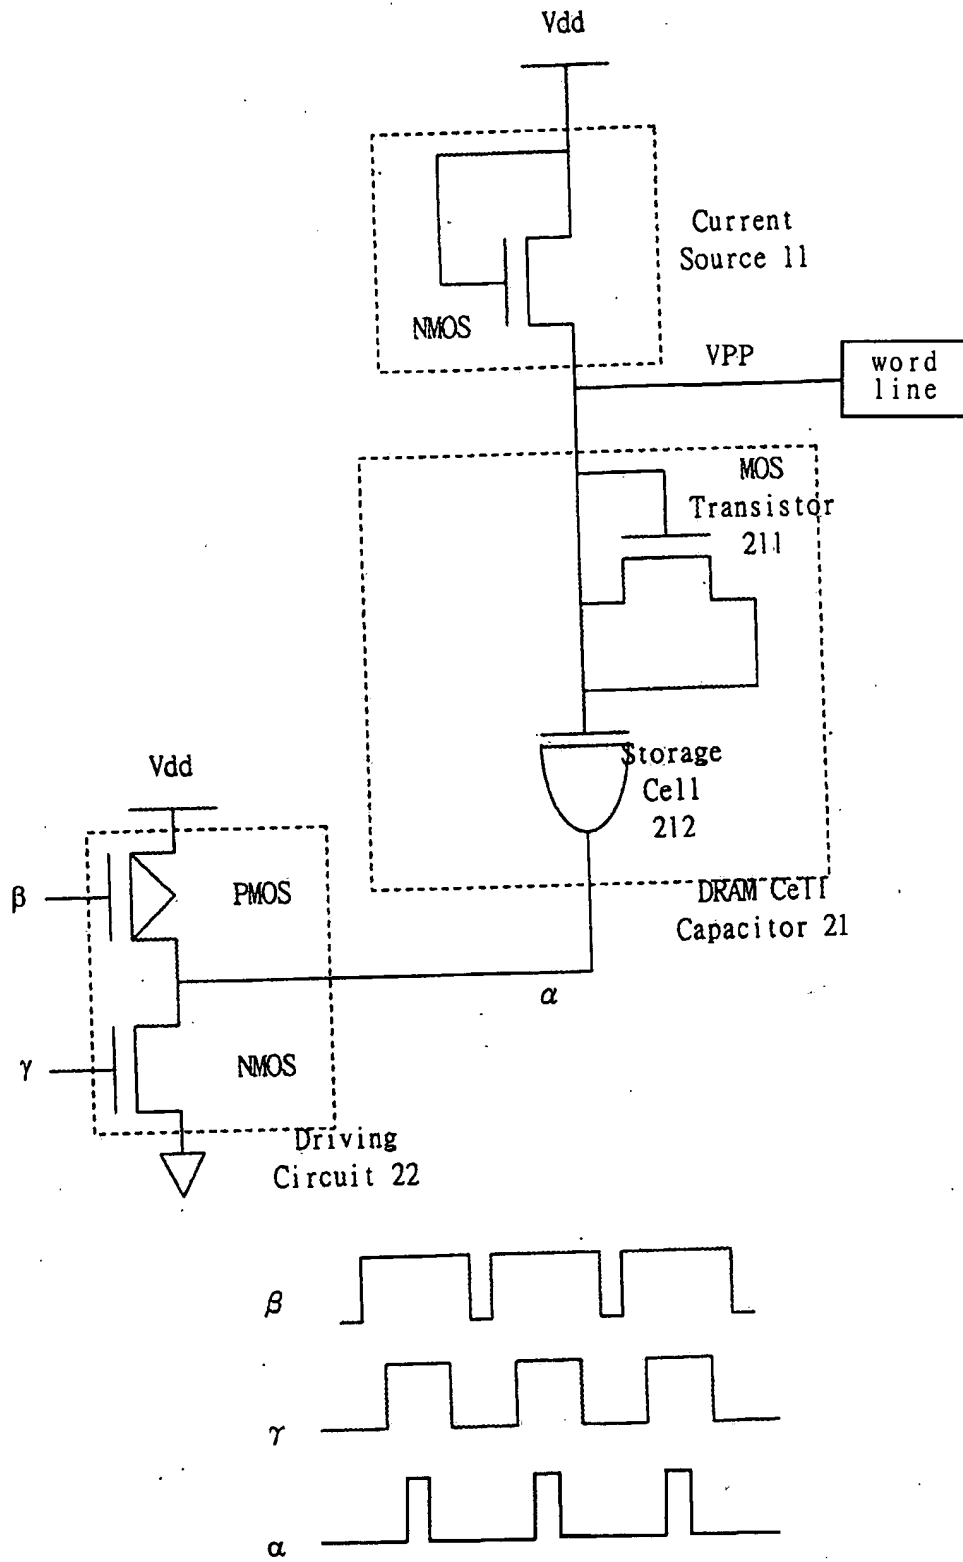 Vdd
Current
Source 11
NMOS
VPP
word
line
MOS
Transistor
211
Storage
Cell
212
Vdd
β
PMOS
DRAM Cell
Capacitor 21
α
γ
NMOS
Driving
Circuit 22
β
γ
α